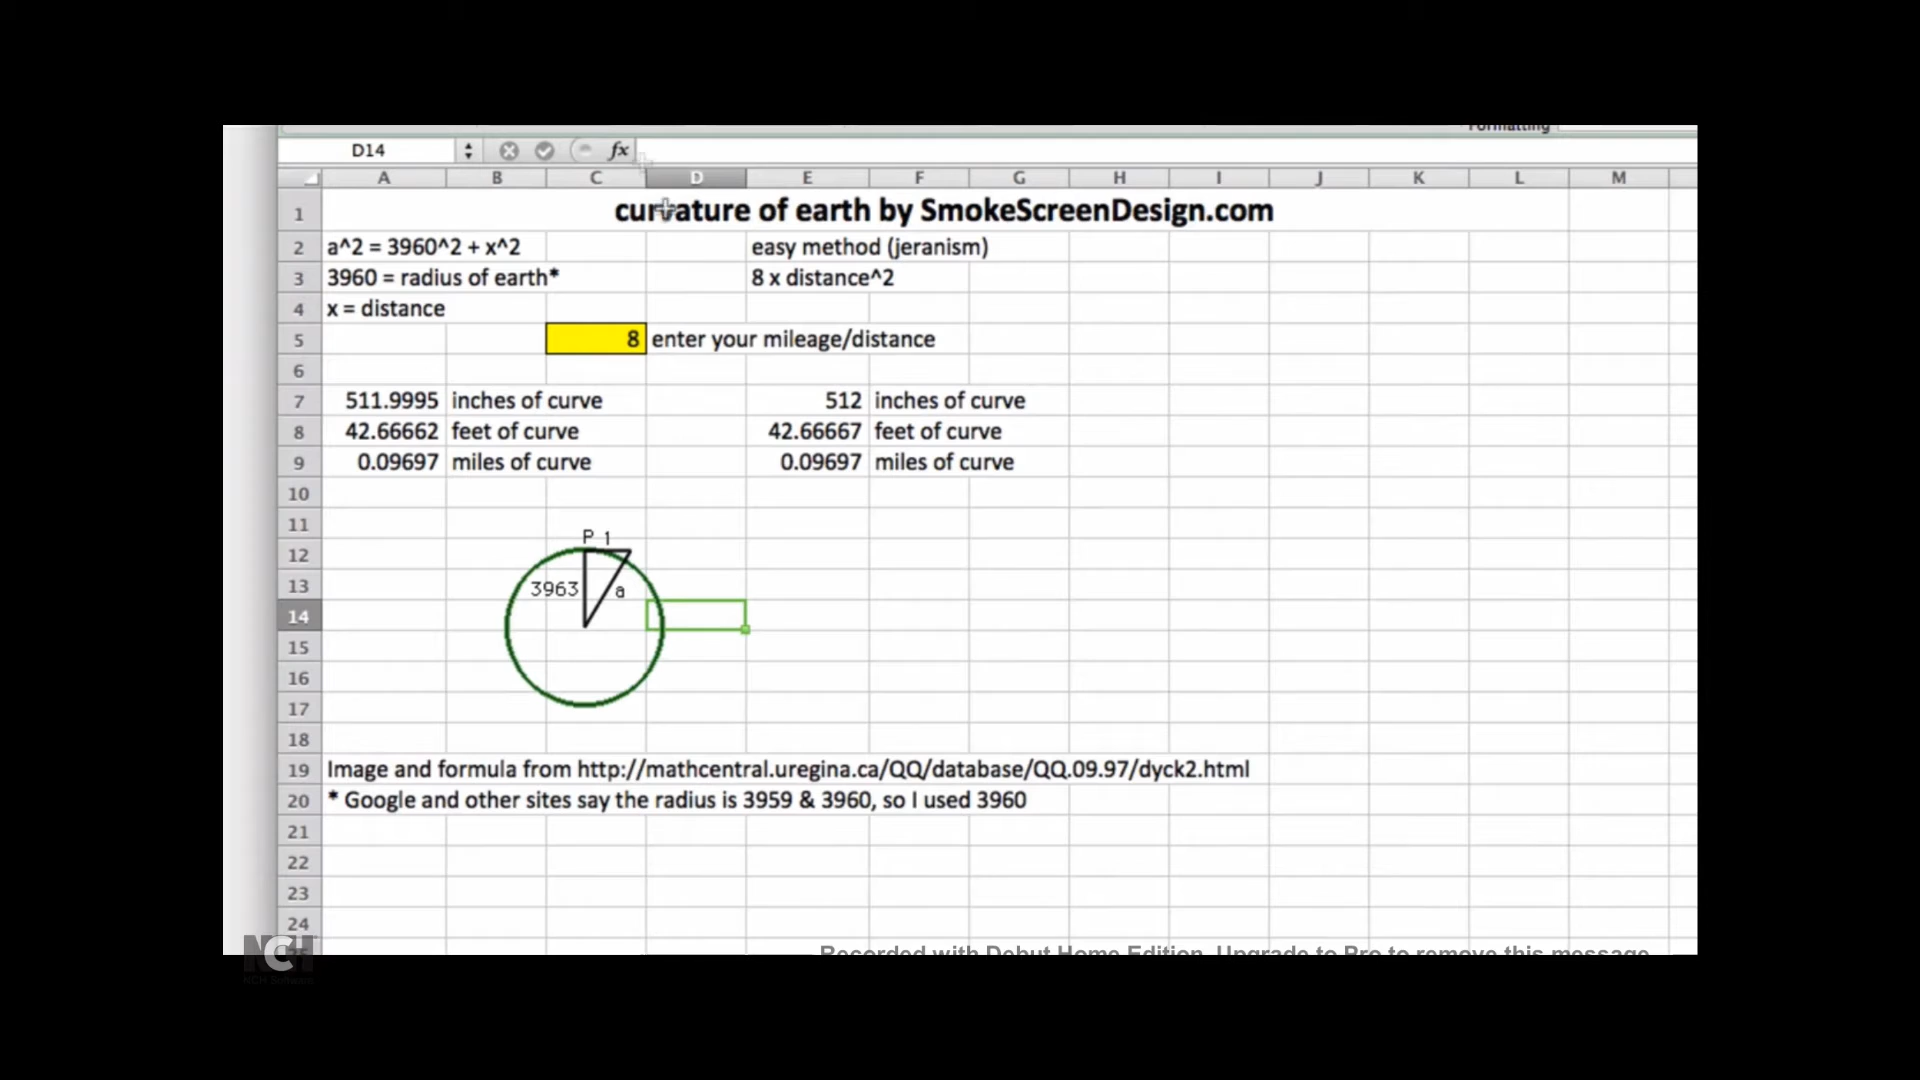 Formatting
D14 fx
A B C D E F G H I J K L M
1 curvature of earth by SmokeScreenDesign.com
2 a^2 = 3960^2 + x^2 easy method (jeranism)
3 3960 = radius of earth* 8 x distance^2
4 x = distance
5 8 enter your mileage/distance
6
7 511.9995 inches of curve 512 inches of curve
8 42.66662 feet of curve 42.66667 feet of curve
9 0.09697 miles of curve 0.09697 miles of curve
10
11 P 1
12
13 3963 a
14
15
16
17
18
19 Image and formula from http://mathcentral.uregina.ca/QQ/database/QQ.09.97/dyck2.html
20 * Google and other sites say the radius is 3959 & 3960, so I used 3960
21
22
23
24
25
Recorded with Debut Home Edition. Upgrade to Pro to remove this message
NCH
NCH Software